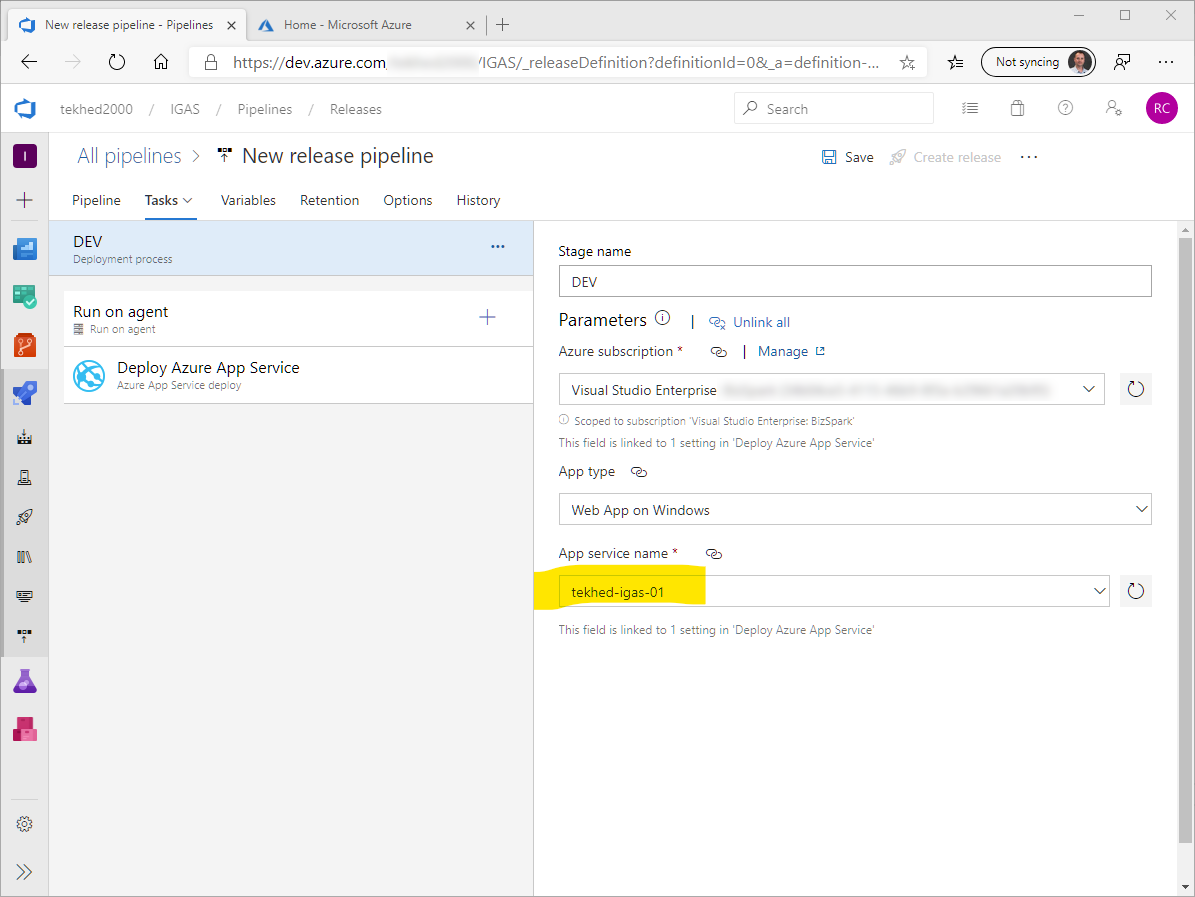 New release pipeline - Pipelines
Home - Microsoft Azure
https://dev.azure.com /IGAS/_releaseDefinition?definitionId=0&_a=definition-...
Not syncing
tekhed2000 / IGAS / Pipelines / Releases
Search
RC
I
All pipelines > New release pipeline
Save
Create release
Pipeline
Tasks
Variables
Retention
Options
History
DEV
Deployment process
Run on agent
Run on agent
Deploy Azure App Service
Azure App Service deploy
Stage name
DEV
Parameters
| Unlink all
Azure subscription * | Manage
Visual Studio Enterprise
Scoped to subscription 'Visual Studio Enterprise: BizSpark'
This field is linked to 1 setting in 'Deploy Azure App Service'
App type
Web App on Windows
App service name *
tekhed-igas-01
This field is linked to 1 setting in 'Deploy Azure App Service'